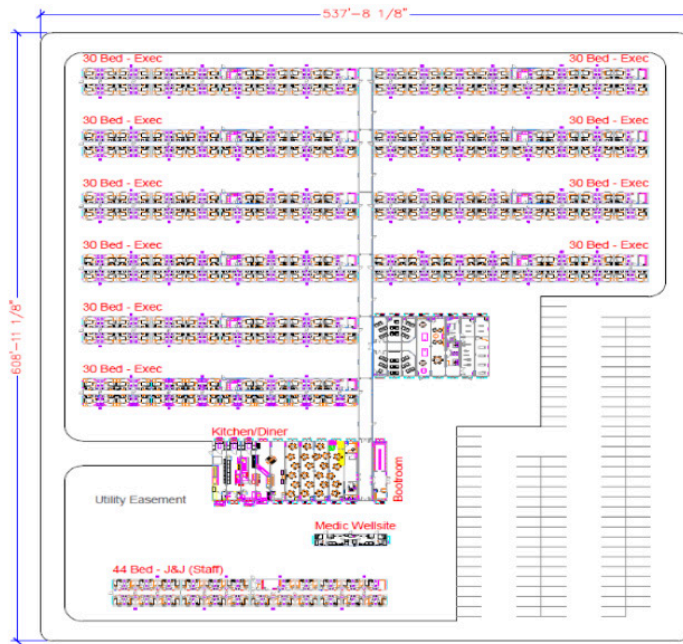 537'-8 1/8"
608'-11 1/8"
30 Bed - Exec
30 Bed - Exec
30 Bed - Exec
30 Bed - Exec
30 Bed - Exec
30 Bed - Exec
30 Bed - Exec
30 Bed - Exec
30 Bed - Exec
30 Bed - Exec
Kitchen/Diner
Bootroom
Utility Easement
Medic Wellsite
44 Bed - J&J (Staff)